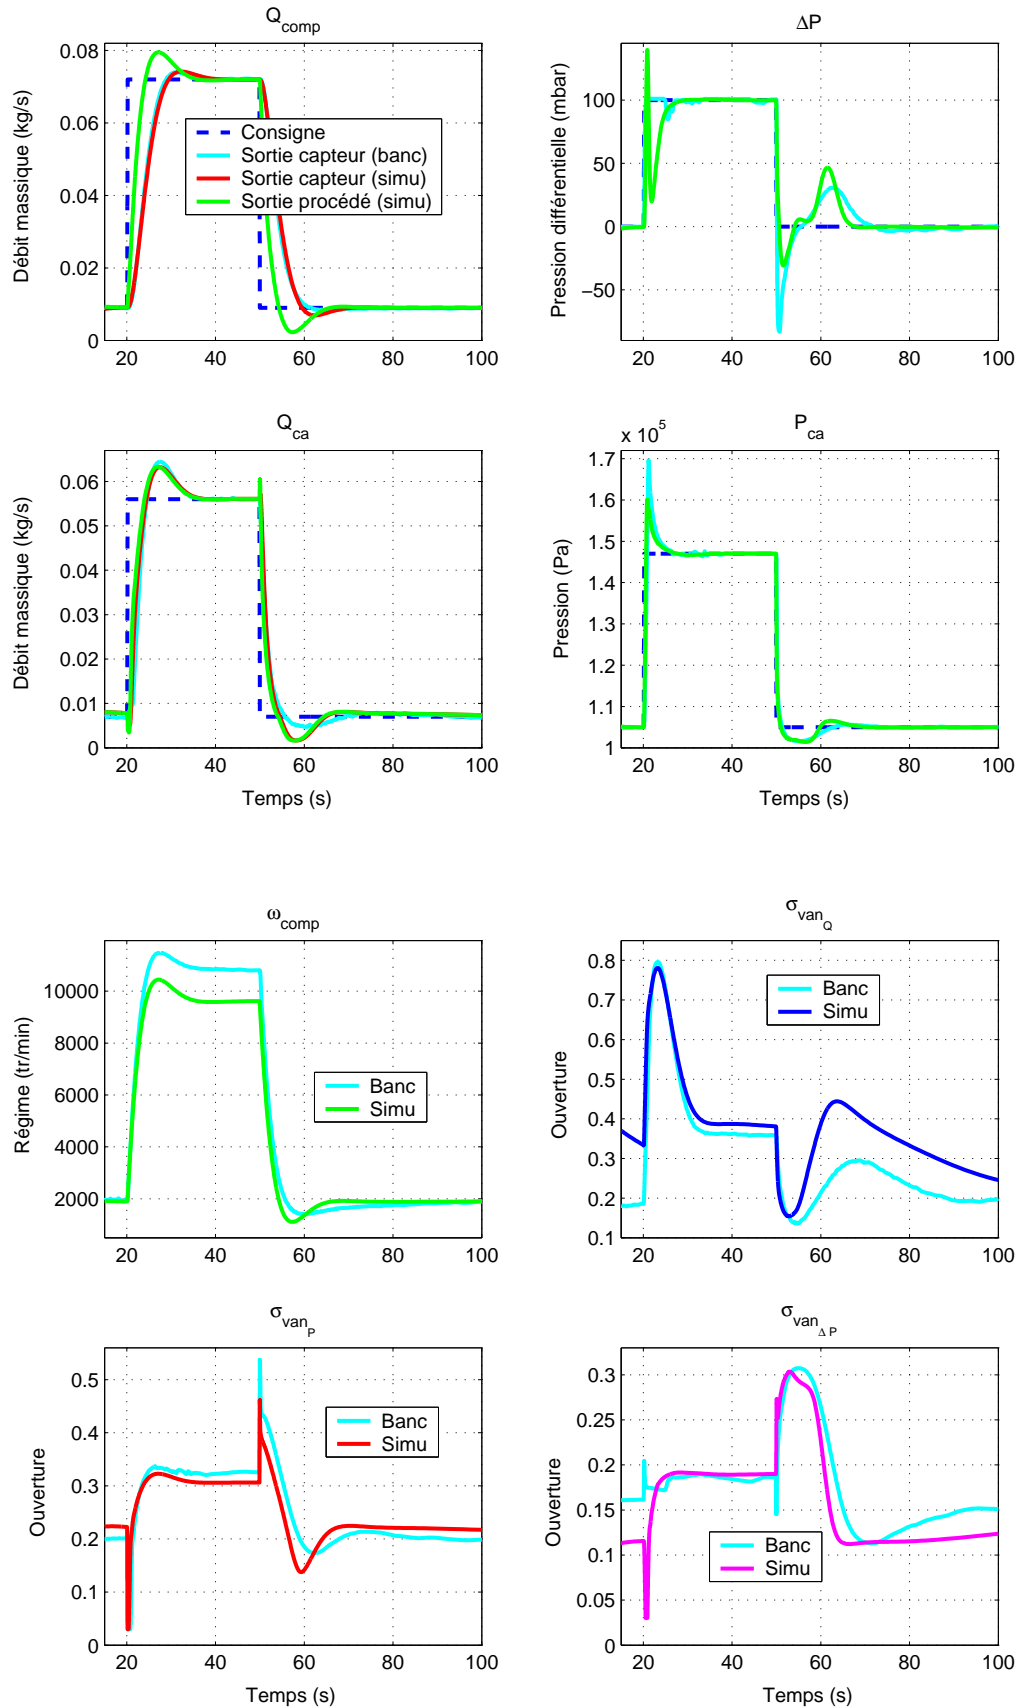 Q_comp
Débit massique (kg/s)
0.08
0.06
0.04
0.02
0
20 40 60 80 100
Consigne
Sortie capteur (banc)
Sortie capteur (simu)
Sortie procédé (simu)
ΔP
Pression différentielle (mbar)
100
50
0
−50
20 40 60 80 100
Q_ca
Débit massique (kg/s)
0.06
0.05
0.04
0.03
0.02
0.01
0
20 40 60 80 100
Temps (s)
P_ca
x 10^5
Pression (Pa)
1.7
1.6
1.5
1.4
1.3
1.2
1.1
1
20 40 60 80 100
Temps (s)
ω_comp
Régime (tr/min)
10000
8000
6000
4000
2000
20 40 60 80 100
Banc
Simu
σ_van_Q
Ouverture
0.8
0.7
0.6
0.5
0.4
0.3
0.2
0.1
20 40 60 80 100
Banc
Simu
σ_van_P
Ouverture
0.5
0.4
0.3
0.2
0.1
0
20 40 60 80 100
Temps (s)
Banc
Simu
σ_van_ΔP
Ouverture
0.3
0.25
0.2
0.15
0.1
0.05
0
20 40 60 80 100
Temps (s)
Banc
Simu